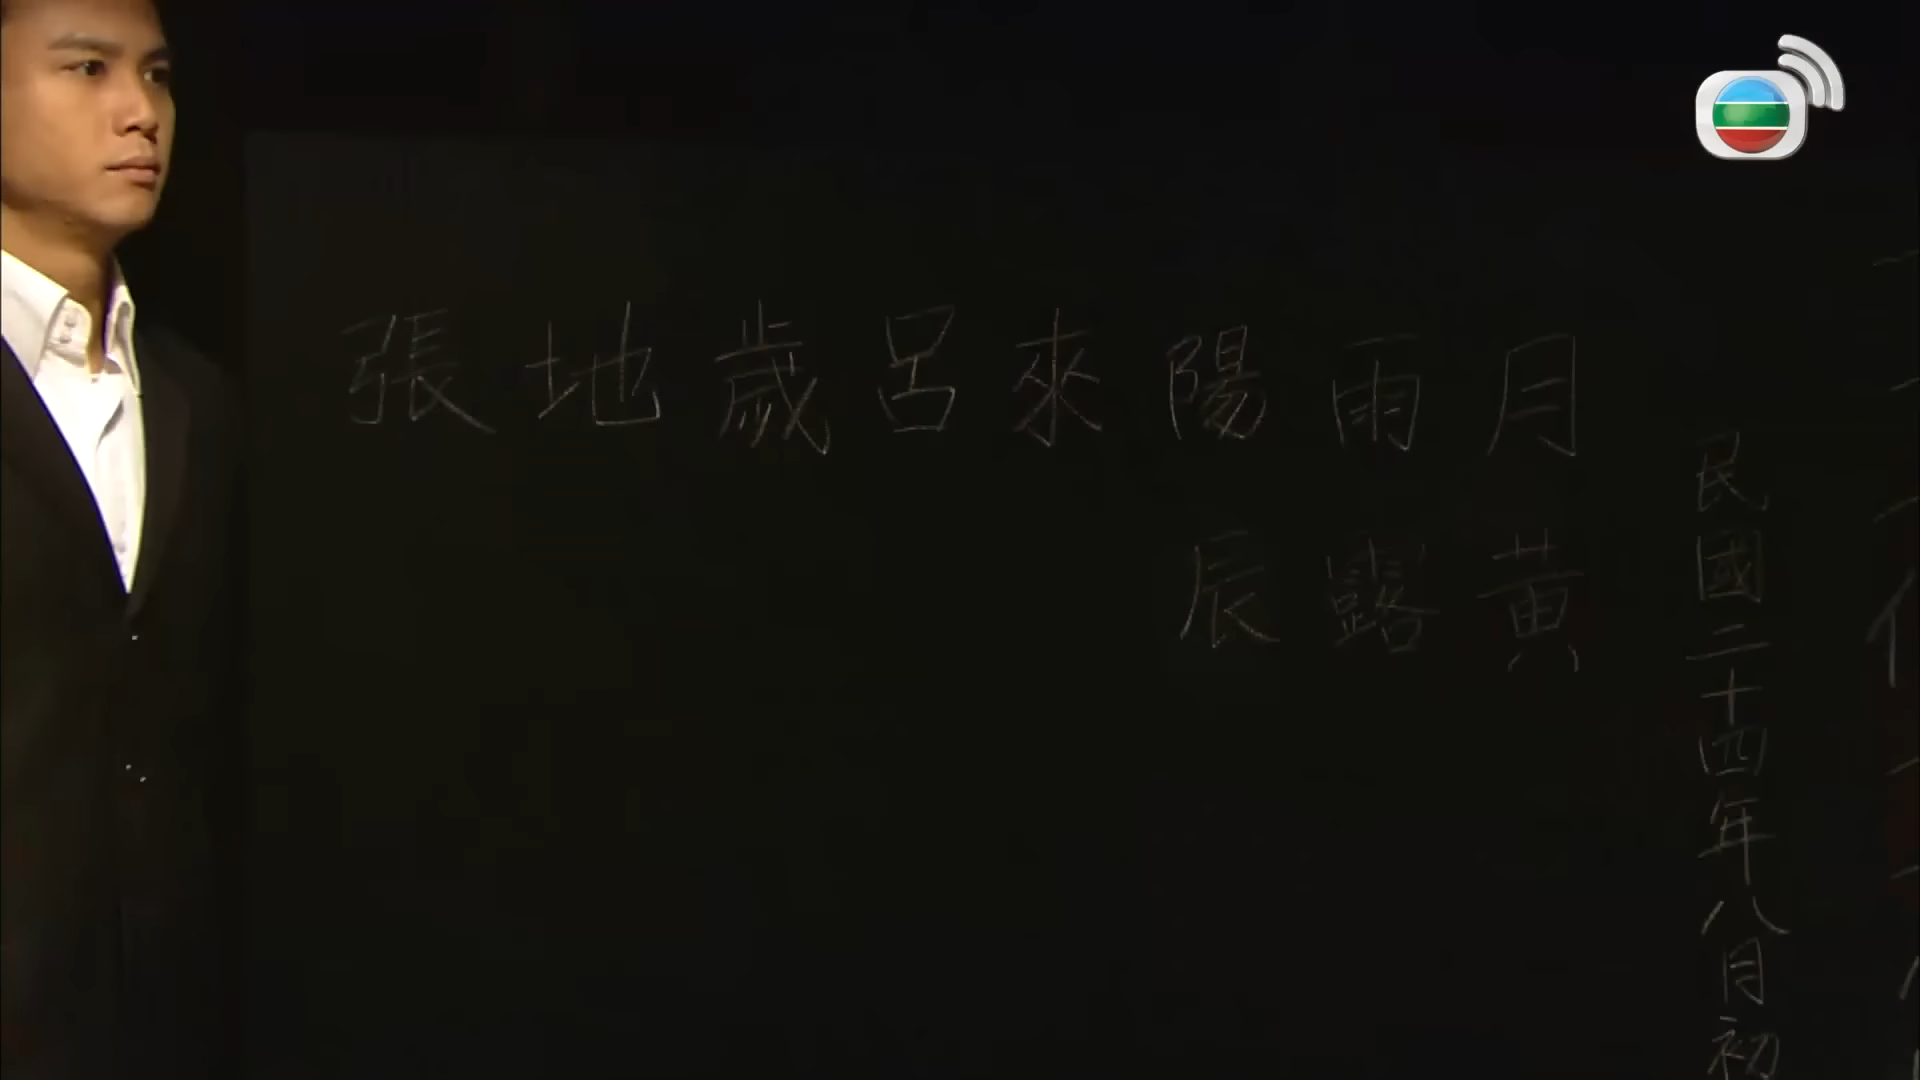 張地歲呂來陽雨月
辰露黃
民國二十四年八月初